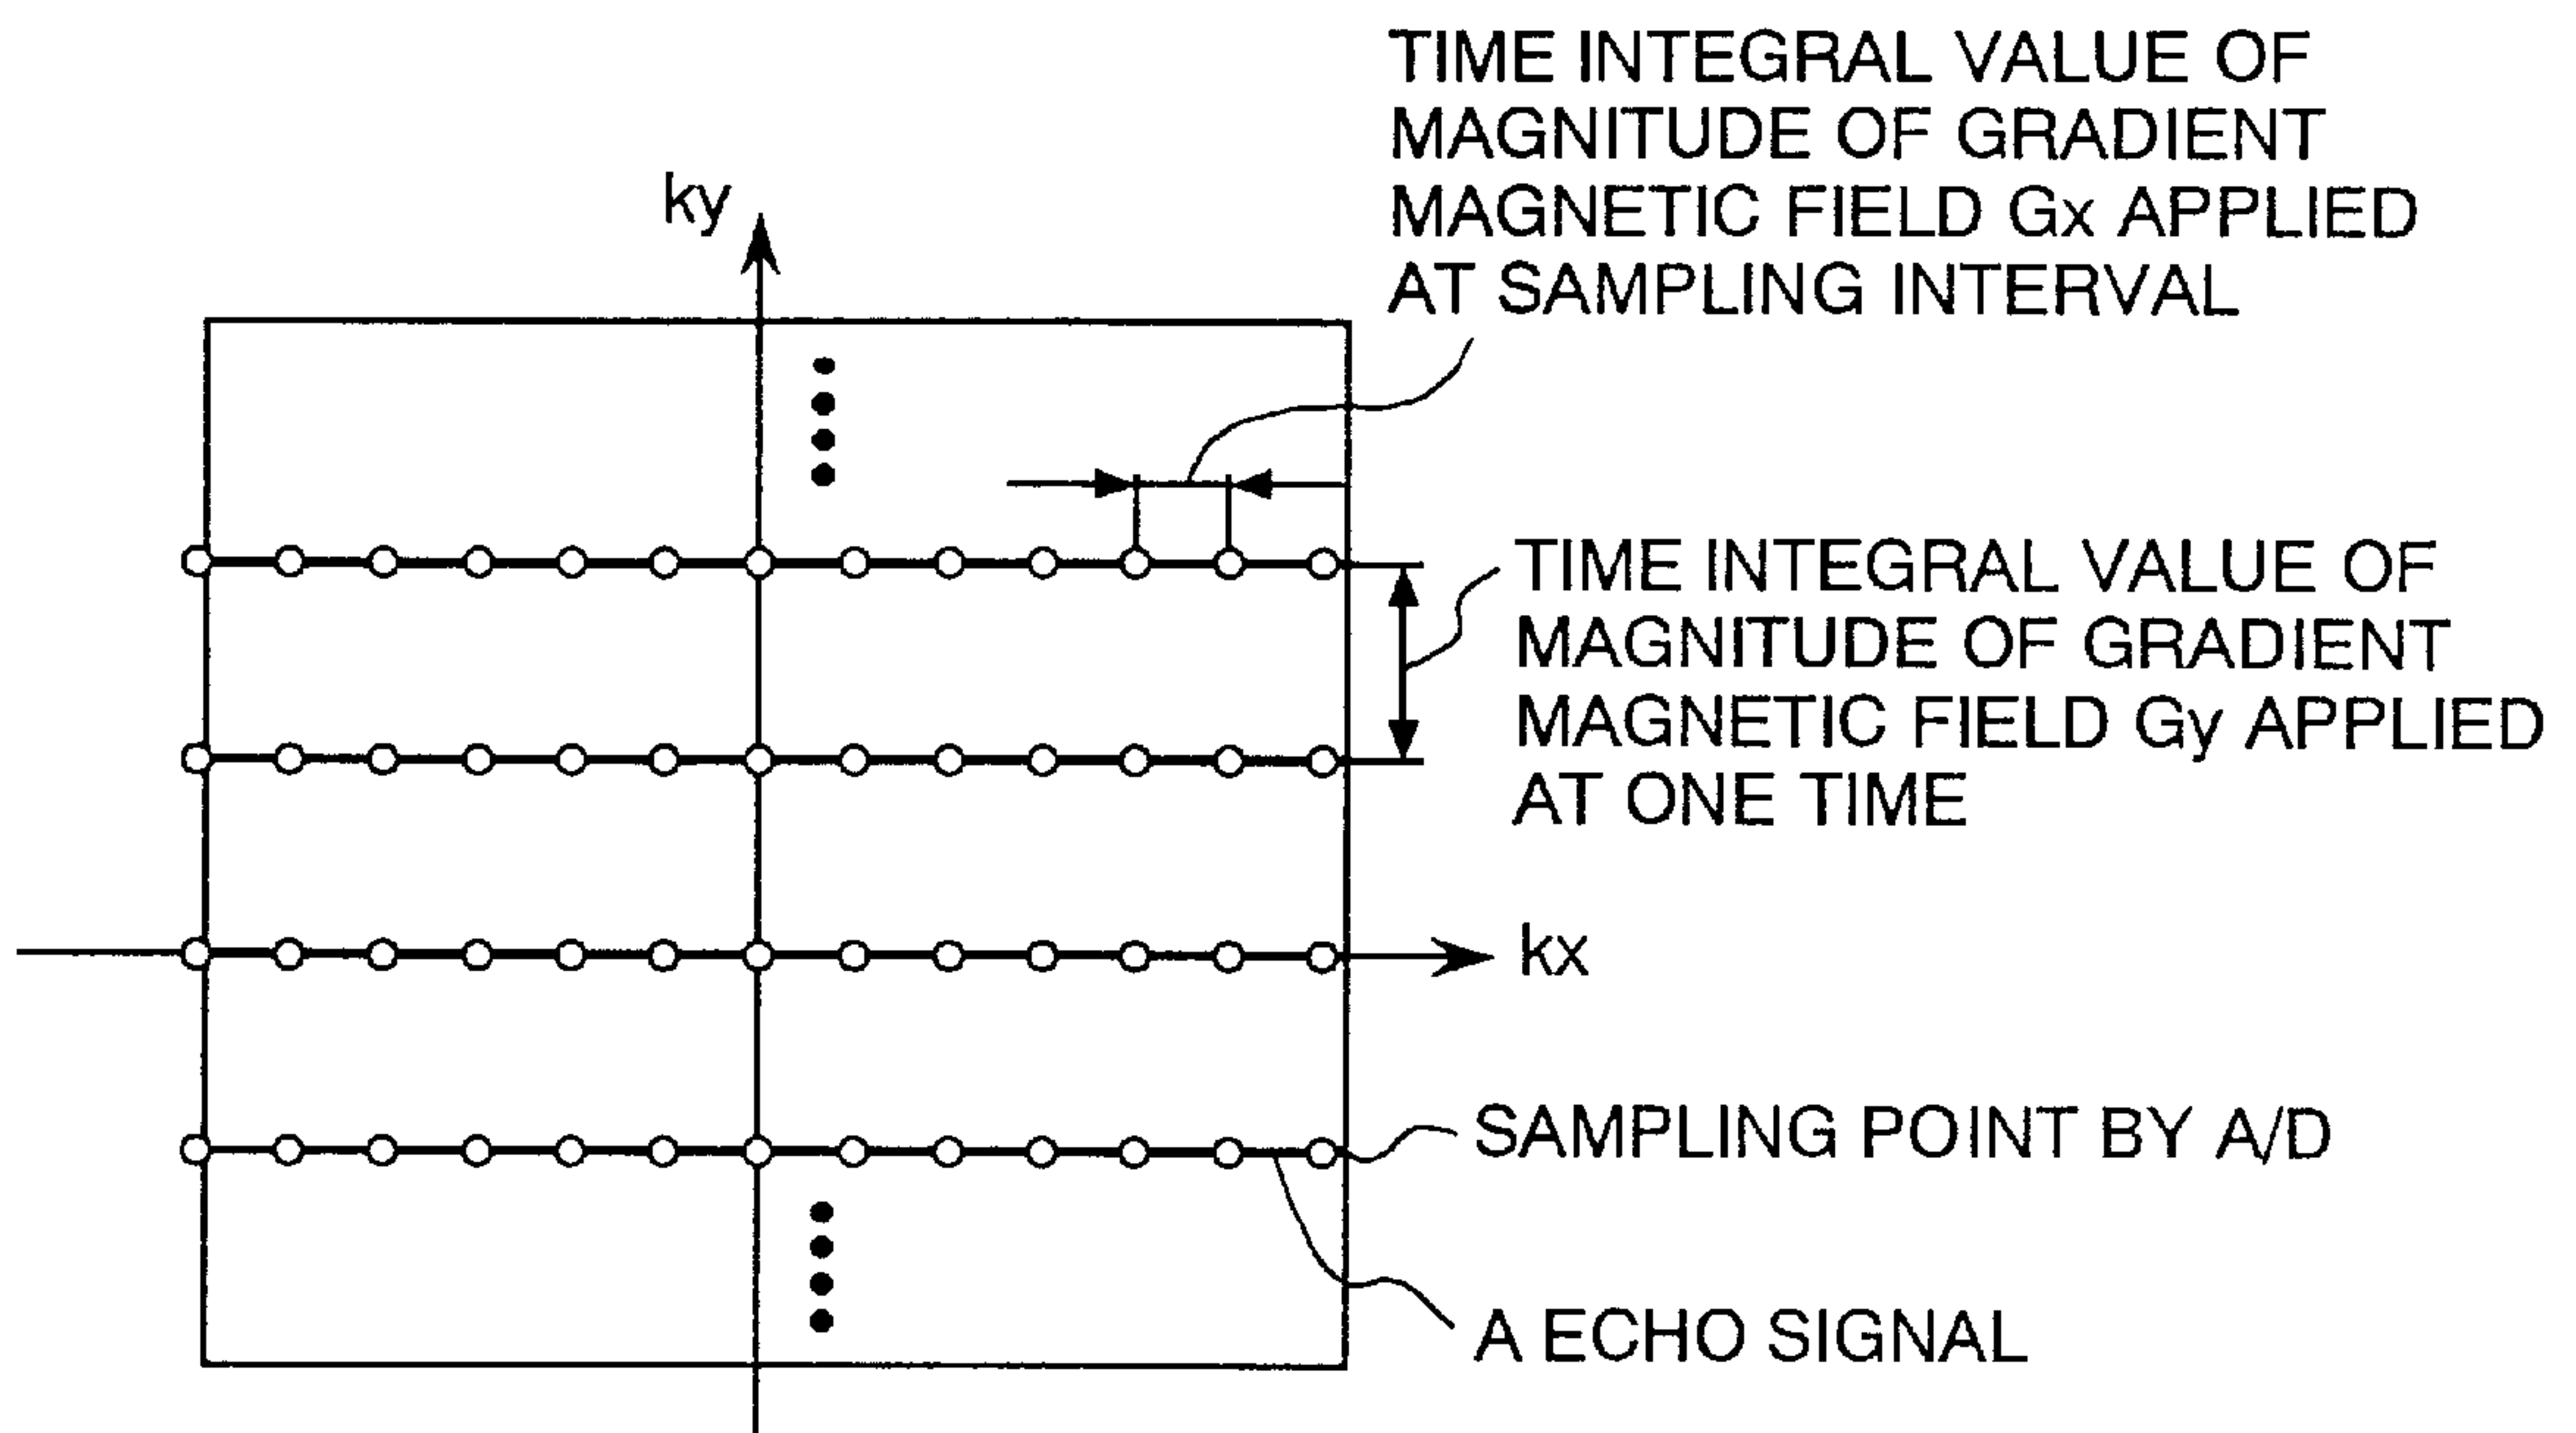 TIME INTEGRAL VALUE OF
MAGNITUDE OF GRADIENT
MAGNETIC FIELD Gx APPLIED
AT SAMPLING INTERVAL
ky
TIME INTEGRAL VALUE OF
MAGNITUDE OF GRADIENT
MAGNETIC FIELD Gy APPLIED
AT ONE TIME
kx
SAMPLING POINT BY A/D
A ECHO SIGNAL